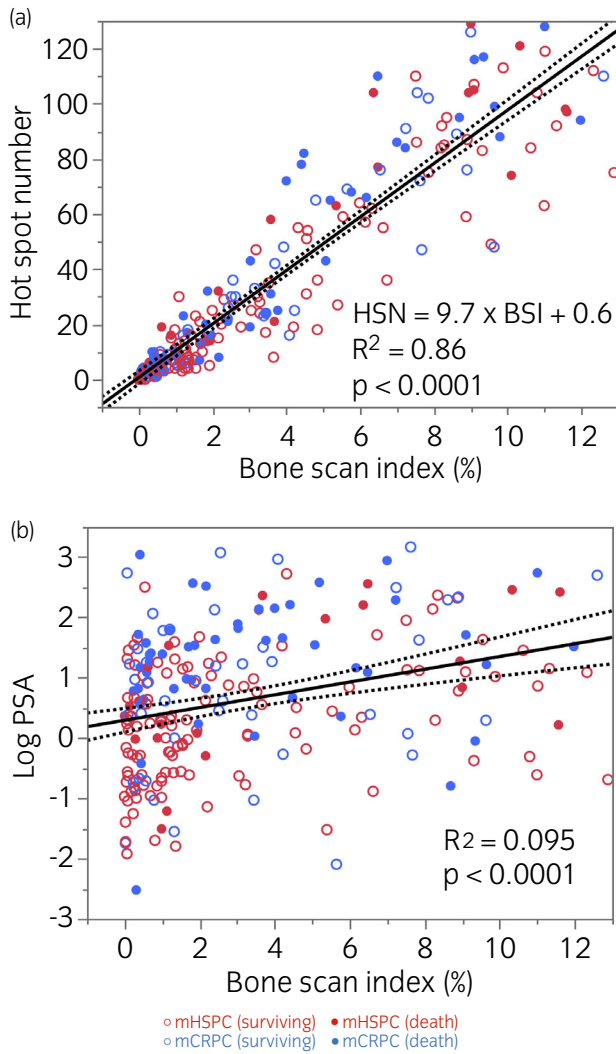 (a)
120
100
80
60
40
20
0
Hot spot number
HSN = 9.7 x BSI + 0.6
R² = 0.86
p < 0.0001
0 2 4 6 8 10 12
Bone scan index (%)
(b)
3
2
1
0
-1
-2
-3
Log PSA
R2 = 0.095
p < 0.0001
0 2 4 6 8 10 12
Bone scan index (%)
mHSPC (surviving) mHSPC (death)
mCRPC (surviving) mCRPC (death)